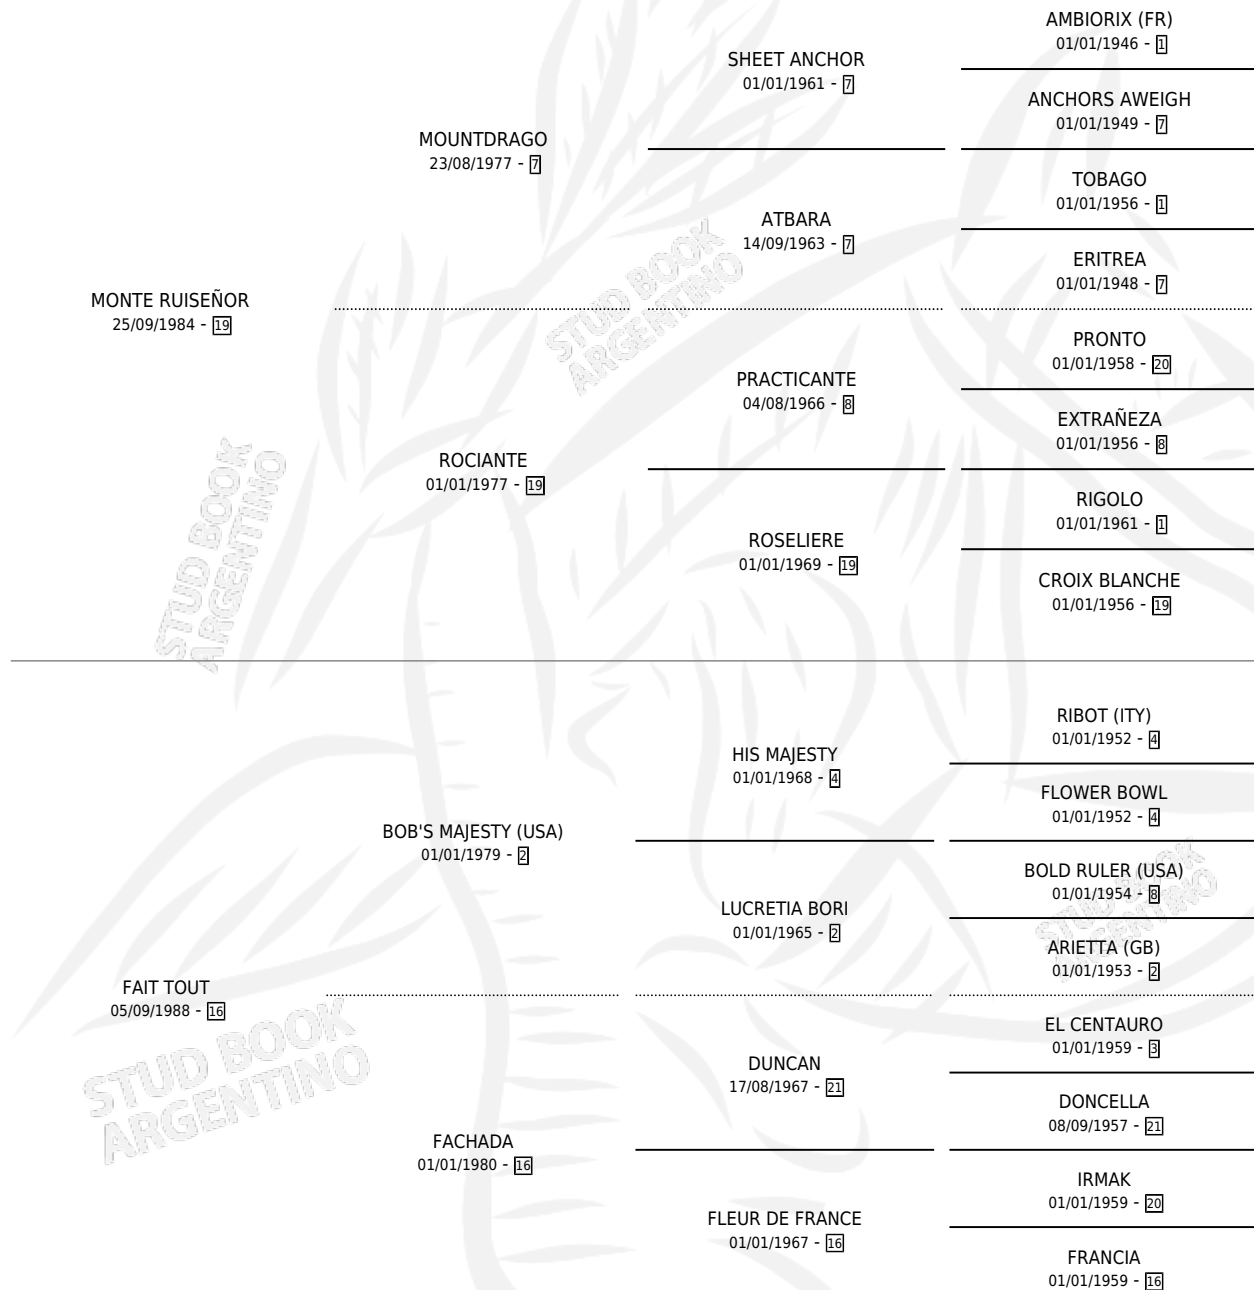 AMBIORIX (FR)
01/01/1946 - 1
SHEET ANCHOR
01/01/1961 - 7
ANCHORS AWEIGH
01/01/1949 - 7
MOUNTDRAGO
23/08/1977 - 7
TOBAGO
01/01/1956 - 1
ATBARA
14/09/1963 - 7
ERITREA
01/01/1948 - 7
MONTE RUISEÑOR
25/09/1984 - 19
STUD BOOK
ARGENTINO
PRONTO
01/01/1958 - 20
PRACTICANTE
04/08/1966 - 8
EXTRAÑEZA
01/01/1956 - 8
ROCIANTE
01/01/1977 - 19
RIGOLO
01/01/1961 - 1
ROSELIERE
01/01/1969 - 19
CROIX BLANCHE
01/01/1956 - 19
STUD BOOK
ARGENTINO
RIBOT (ITY)
01/01/1952 - 4
HIS MAJESTY
01/01/1968 - 4
FLOWER BOWL
01/01/1952 - 4
BOB'S MAJESTY (USA)
01/01/1979 - 2
BOLD RULER (USA)
01/01/1954 - 8
LUCRETIA BORI
01/01/1965 - 2
STUD BOOK
ARGENTINO
ARIETTA (GB)
01/01/1953 - 2
FAIT TOUT
05/09/1988 - 16
STUD BOOK
ARGENTINO
EL CENTAURO
01/01/1959 - 3
DUNCAN
17/08/1967 - 21
DONCELLA
08/09/1957 - 21
FACHADA
01/01/1980 - 16
IRMAK
01/01/1959 - 20
FLEUR DE FRANCE
01/01/1967 - 16
FRANCIA
01/01/1959 - 16